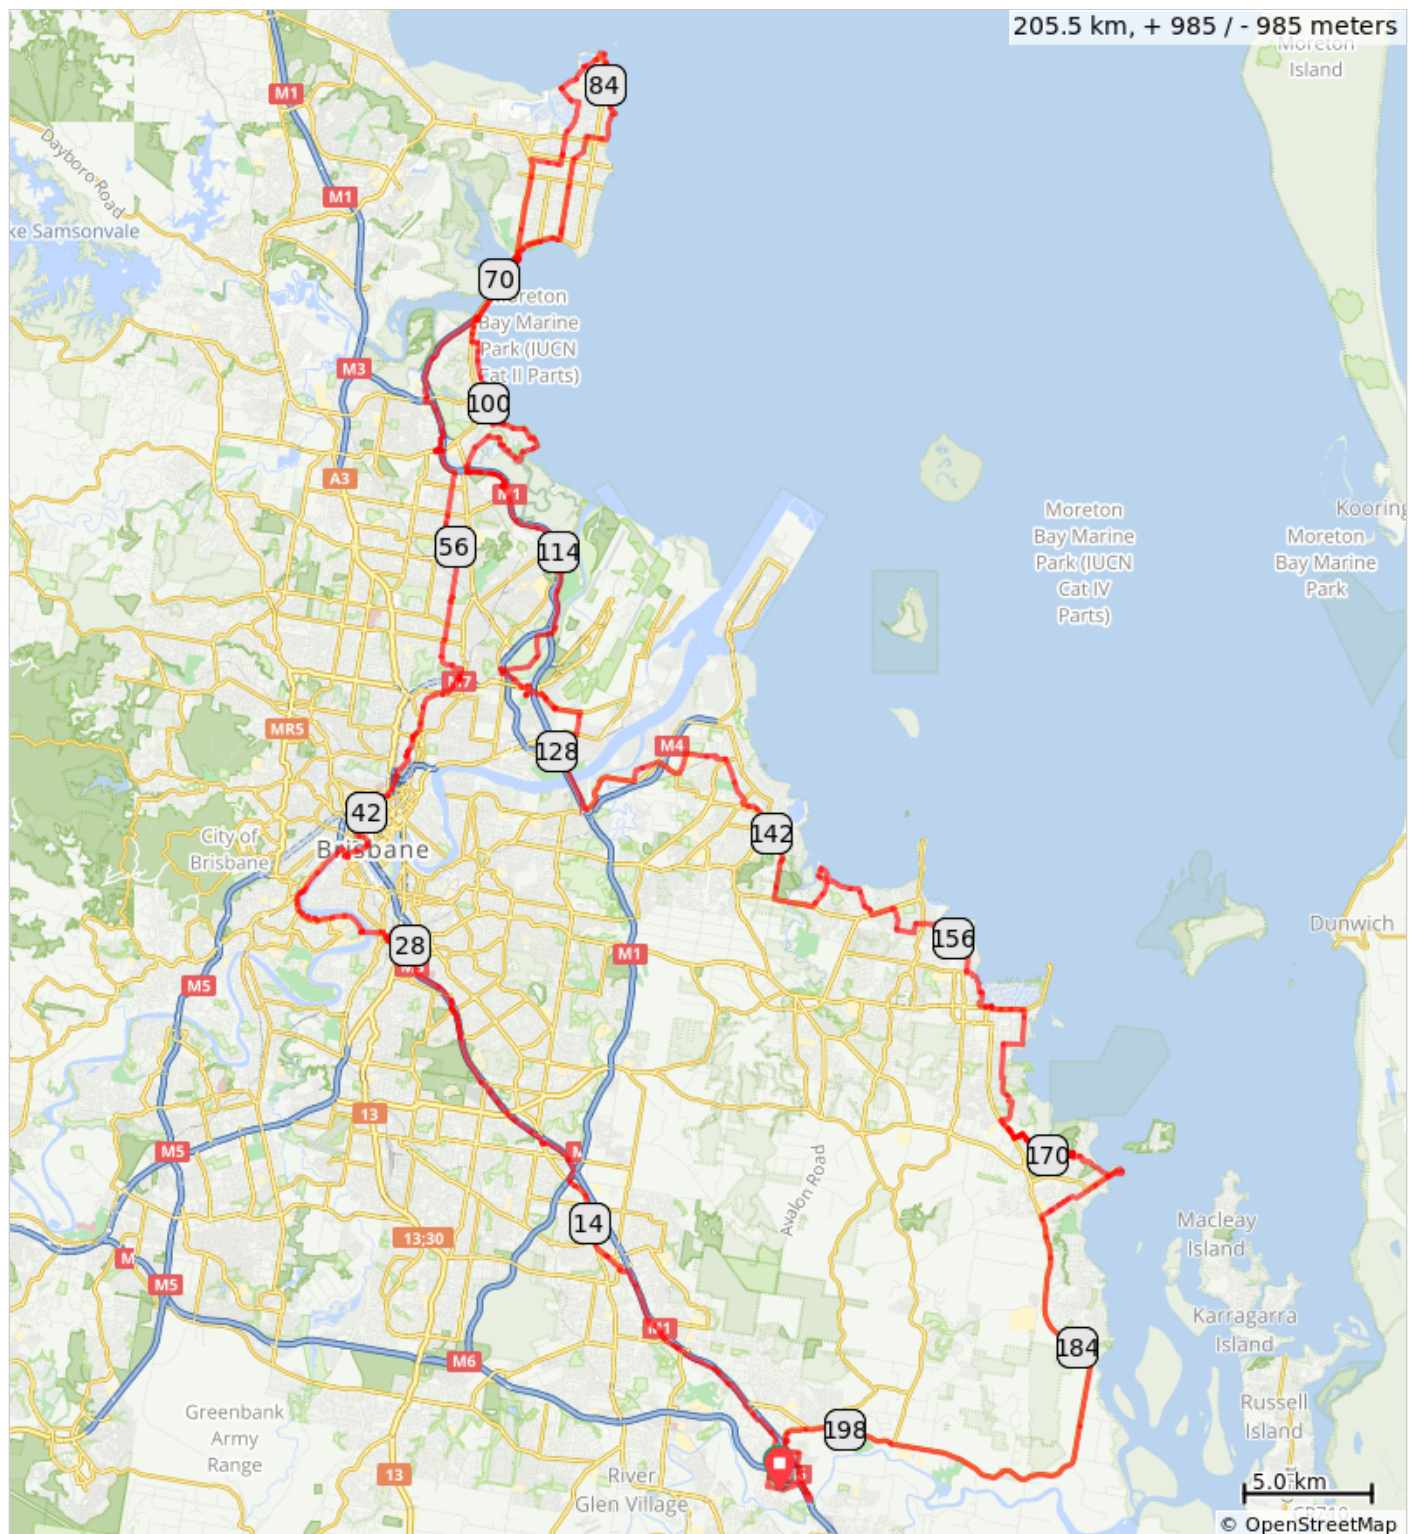 205.5 km, + 985 / - 985 meters
Moreton
Island
84
M1
Dayboro Road
M1
ke Samsonvale
70
oreton
Bay Marine
Park (IUCN
Cat II Parts)
M3
100
A3
M1
Moreton
Bay Marine
Park (IUCN
Cat IV
Parts)
Kooring
Moreton
Bay Marine
Park
56
114
M7
MR5
128
M4
42
City of
Brisbane
Brisbane
142
28
156
Dunwich
M1
M5
13
M5
170
Avalon Road
14
Macleay
Island
13;30
M
M5
M1
Karragarra
Island
184
M6
Greenbank
Army
Range
198
Russell
Island
13
River
Glen Village
5.0 km
© OpenStreetMap